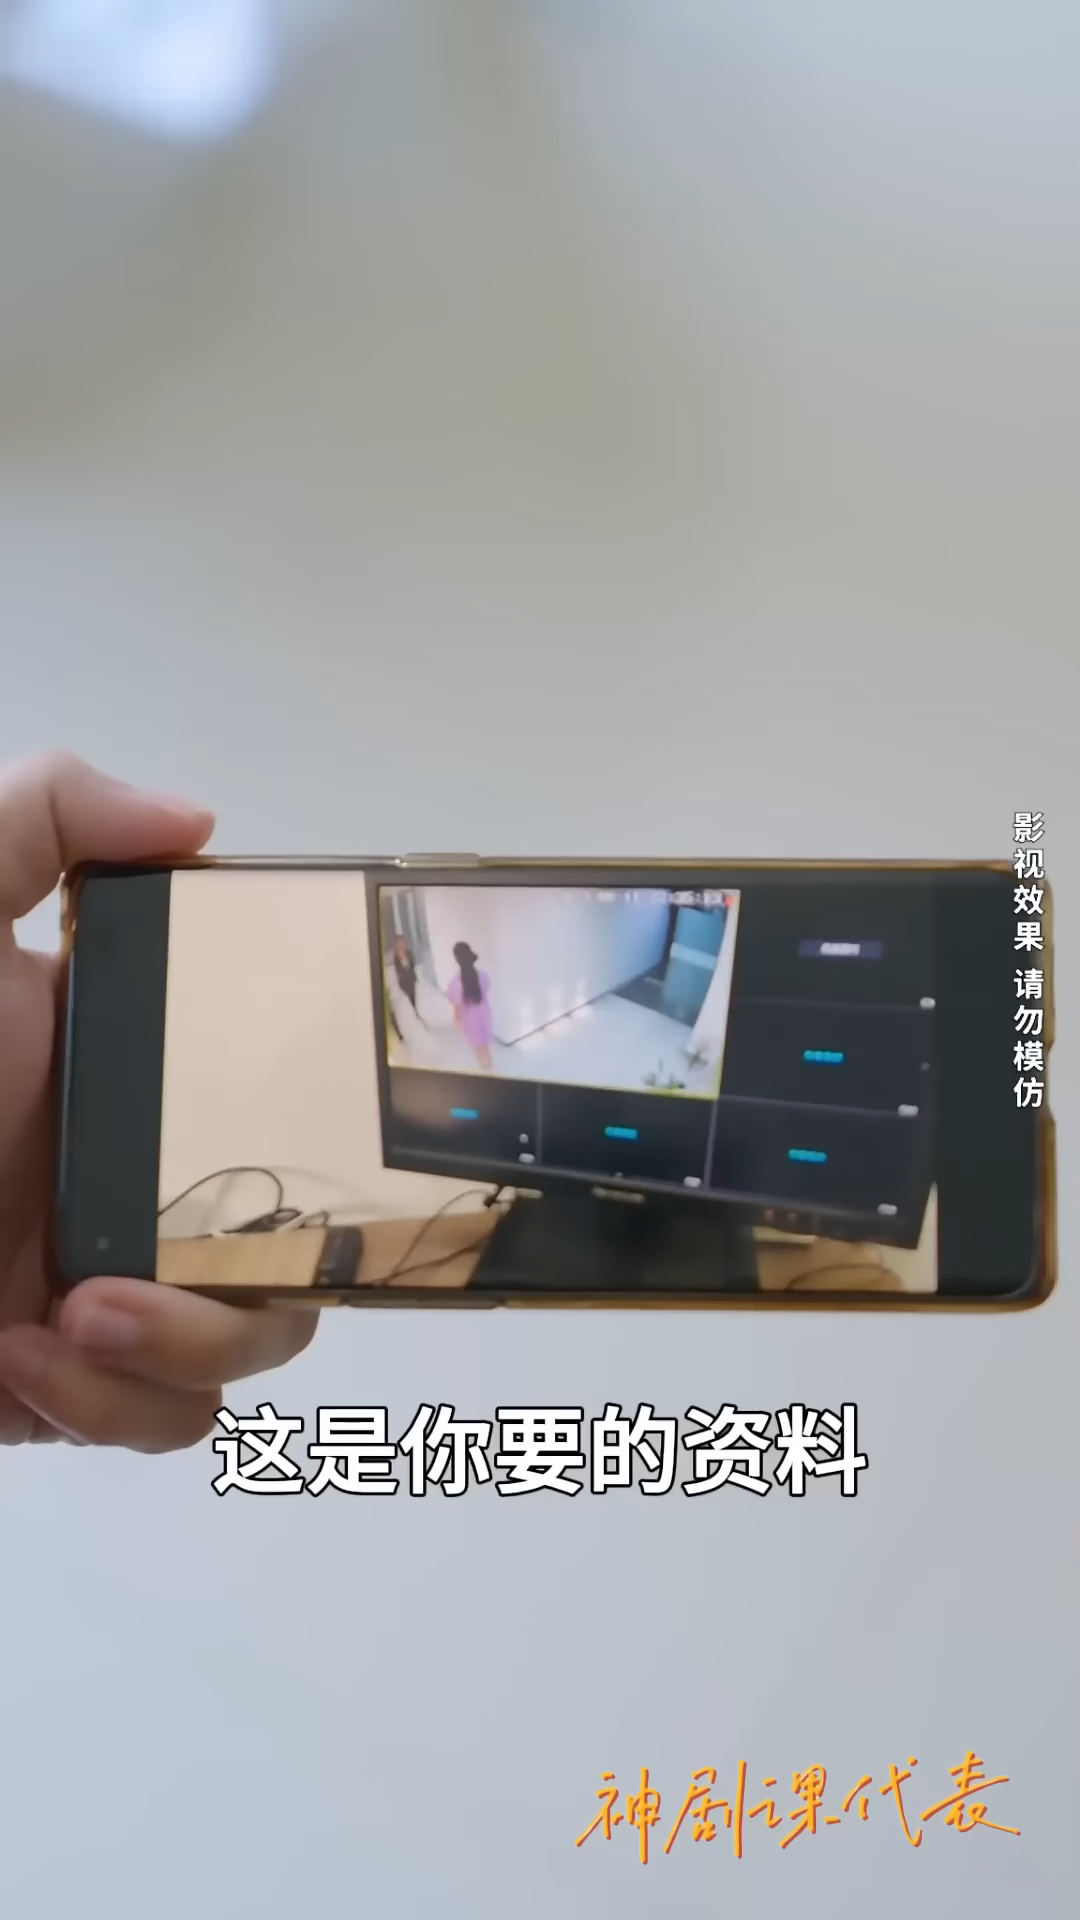 影视效果 请勿模仿
这是你要的资料
神剧课代表